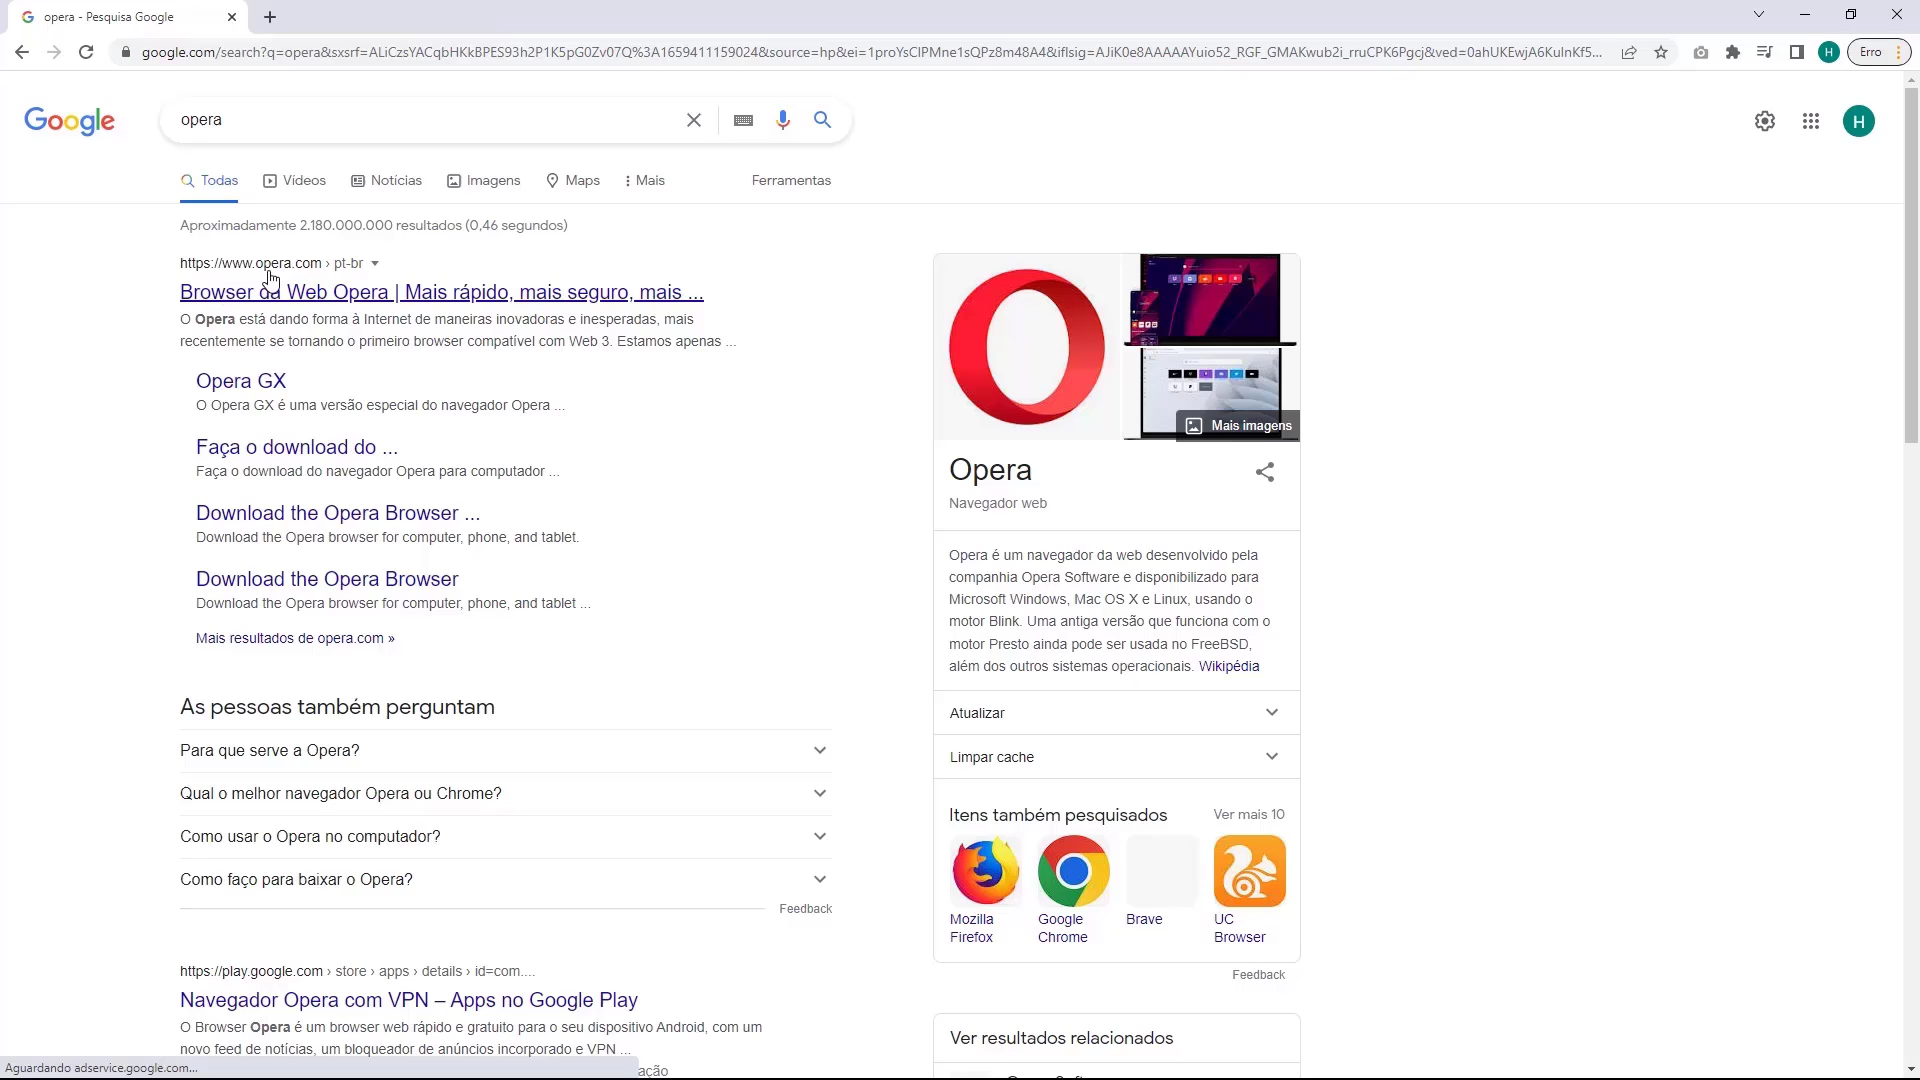 opera - Pesquisa Google
google.com/search?q=opera&sxsrf=ALiCzsYACqbHKkBPES93h2P1K5pG0Zv07Q%3A1659411159024&source=hp&ei=1proYsClPMne1sQPz8m48A4&iflsig=AJiK0e8AAAAAYuio52_RGF_GMAKwub2i_rruCPK6Pgcj&ved=0ahUKEwjA6KulnKf5...
H
Erro
Google
opera
H
Todas
Vídeos
Notícias
Imagens
Maps
Mais
Ferramentas
Aproximadamente 2.180.000.000 resultados (0,46 segundos)
https://www.opera.com › pt-br
Browser da Web Opera | Mais rápido, mais seguro, mais ...
O Opera está dando forma à Internet de maneiras inovadoras e inesperadas, mais
recentemente se tornando o primeiro browser compatível com Web 3. Estamos apenas ...
Opera GX
O Opera GX é uma versão especial do navegador Opera ...
Faça o download do ...
Faça o download do navegador Opera para computador ...
Download the Opera Browser ...
Download the Opera browser for computer, phone, and tablet.
Download the Opera Browser
Download the Opera browser for computer, phone, and tablet ...
Mais resultados de opera.com »
As pessoas também perguntam
Para que serve a Opera?
Qual o melhor navegador Opera ou Chrome?
Como usar o Opera no computador?
Como faço para baixar o Opera?
Feedback
https://play.google.com › store › apps › details › id=com....
Navegador Opera com VPN – Apps no Google Play
O Browser Opera é um browser web rápido e gratuito para o seu dispositivo Android, com um
novo feed de notícias, um bloqueador de anúncios incorporado e VPN ...
ação
Aguardando adservice.google.com...
Mais imagens
Opera
Navegador web
Opera é um navegador da web desenvolvido pela
companhia Opera Software e disponibilizado para
Microsoft Windows, Mac OS X e Linux, usando o
motor Blink. Uma antiga versão que funciona com o
motor Presto ainda pode ser usada no FreeBSD,
além dos outros sistemas operacionais. Wikipédia
Atualizar
Limpar cache
Itens também pesquisados
Ver mais 10
Mozilla
Firefox
Google
Chrome
Brave
UC
Browser
Feedback
Ver resultados relacionados